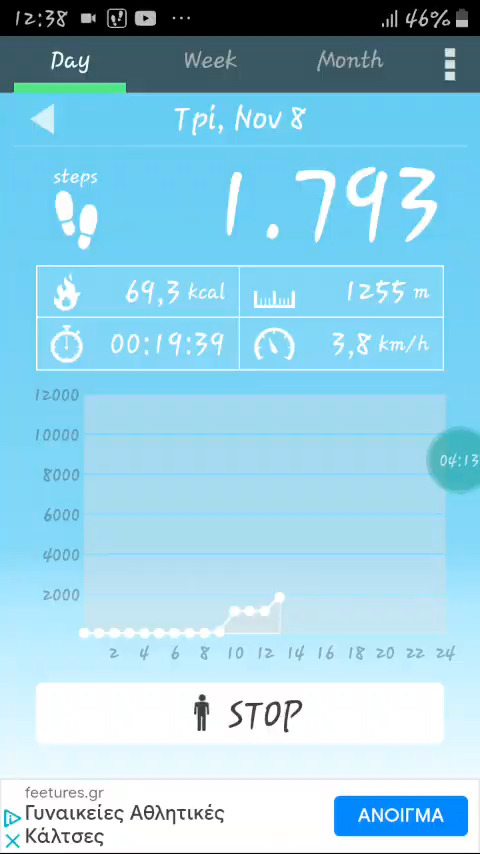 12:38 ... 46%
Day Week Month
Τρί, Nov 8
steps
1.793
69,3 kcal 1255 m
00:19:39 3,8 km/h
12000
10000
04:13
8000
6000
4000
2000
2 4 6 8 10 12 14 16 18 20 22 24
STOP
feetures.gr
Γυναικείες Αθλητικές
Κάλτσες
ΑΝΟΙΓΜΑ